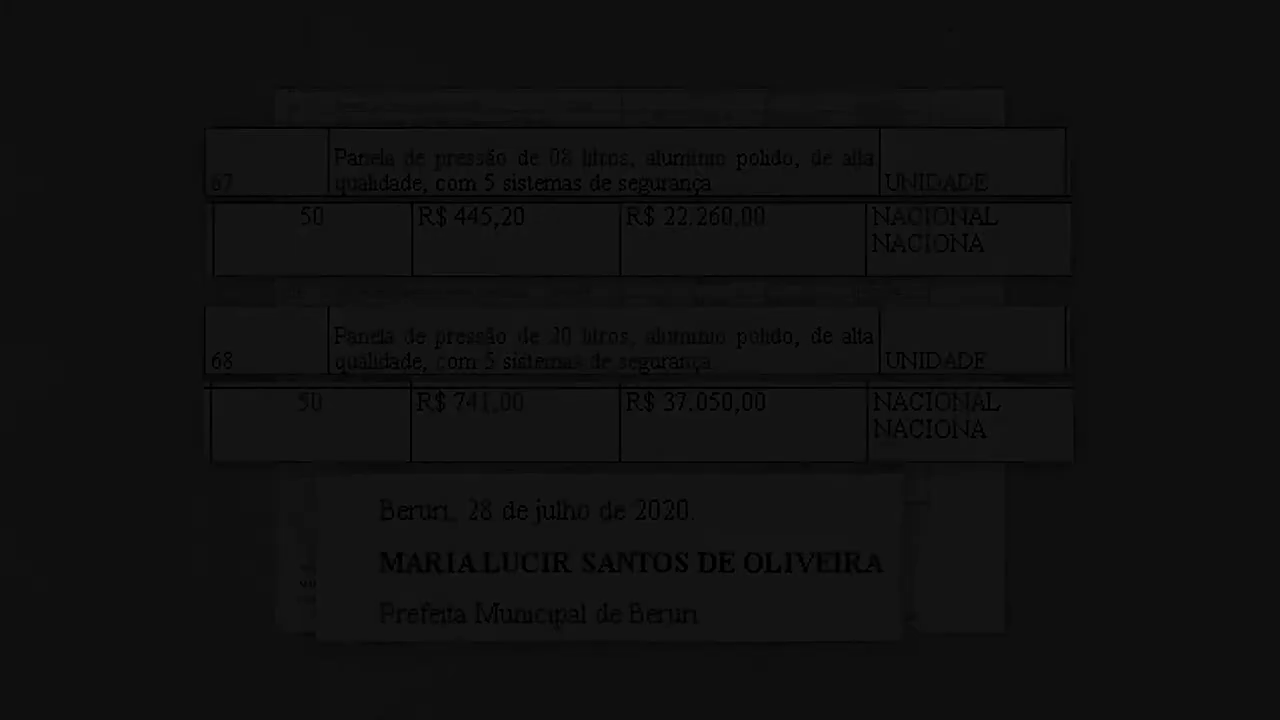 67
Panela de pressão de 08 litros, alumínio polido, de alta
qualidade, com 5 sistemas de segurança
UNIDADE
50
R$ 445,20
R$ 22.260,00
NACIONAL
NACIONA
68
Panela de pressão de 20 litros, alumínio polido, de alta
qualidade, com 5 sistemas de segurança
UNIDADE
50
R$ 741,00
R$ 37.050,00
NACIONAL
NACIONA
Beruri, 28 de julho de 2020.
MARIA LUCIR SANTOS DE OLIVEIRA
Prefeita Municipal de Beruri